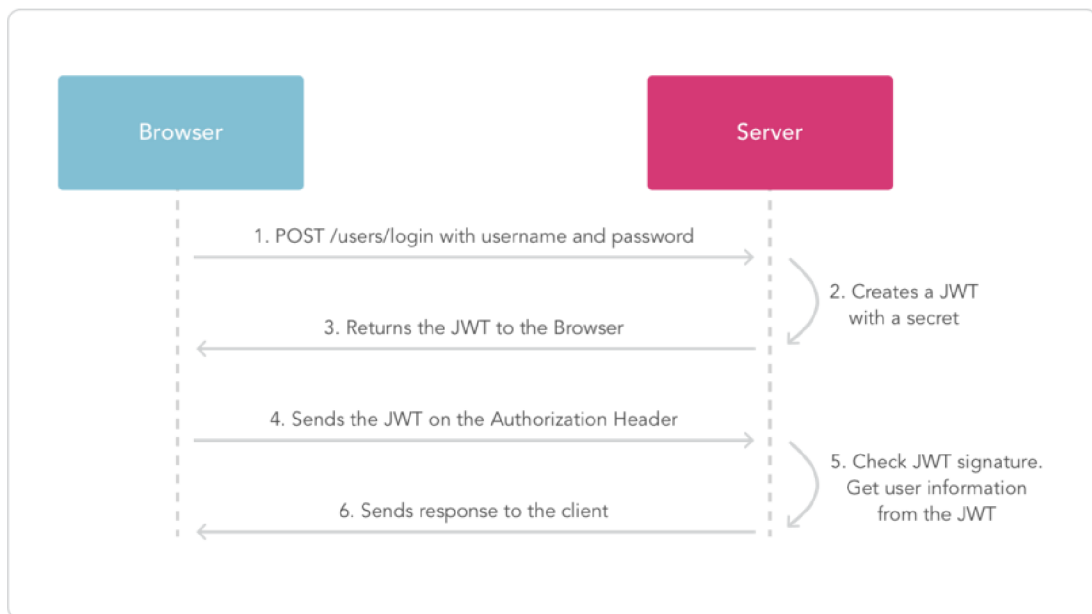 Browser
Server
1. POST /users/login with username and password
2. Creates a JWT
with a secret
3. Returns the JWT to the Browser
4. Sends the JWT on the Authorization Header
5. Check JWT signature.
Get user information
from the JWT
6. Sends response to the client